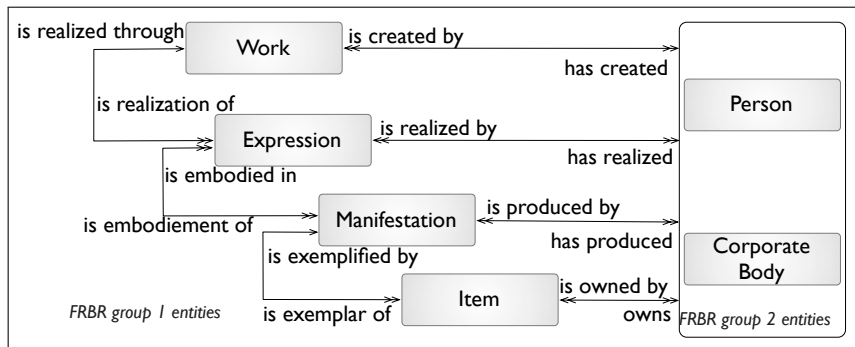 is realized through
Work
is created by
has created
is realization of
Person
Expression
is realized by
has realized
is embodied in
is embodiement of
Manifestation
is produced by
has produced
is exemplified by
Corporate
Body
is exemplar of
Item
is owned by
owns
FRBR group 1 entities
FRBR group 2 entities